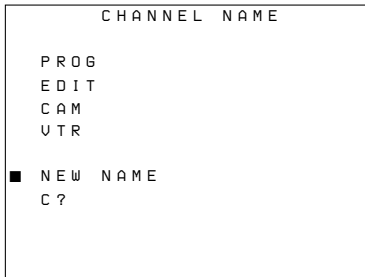 CHANNEL NAME
PROG
EDIT
CAM
VTR
NEW NAME
C?